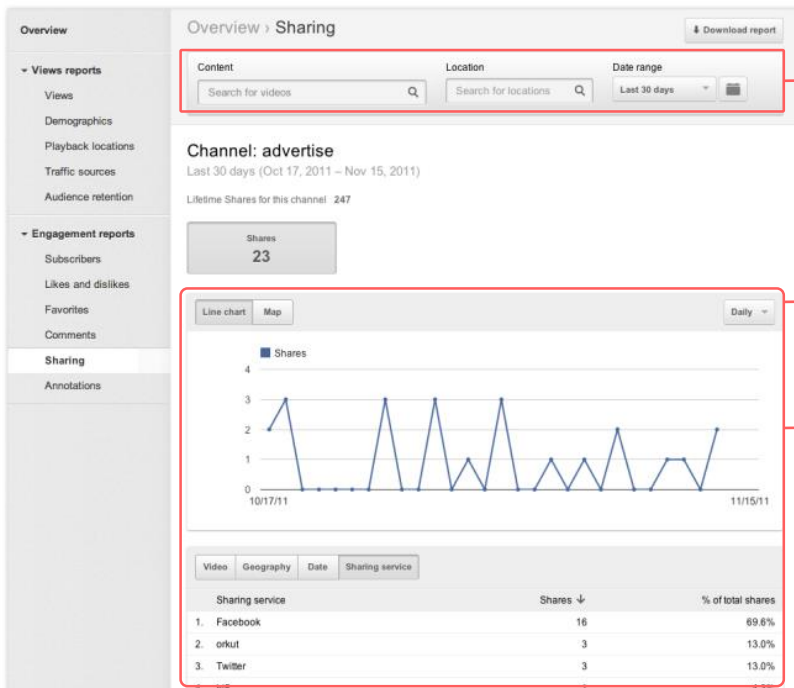 Overview
Views reports
Views
Demographics
Playback locations
Traffic sources
Audience retention
Engagement reports
Subscribers
Likes and dislikes
Favorites
Comments
Sharing
Annotations
Overview › Sharing
Download report
Content Location Date range
Search for videos Search for locations Last 30 days
Channel: advertise
Last 30 days (Oct 17, 2011 – Nov 15, 2011)
Lifetime Shares for this channel 247
Shares
23
Line chart Map Daily
Shares
4
3
2
1
0
10/17/11 11/15/11
Video Geography Date Sharing service
Sharing service Shares % of total shares
1. Facebook 16 69.6%
2. orkut 3 13.0%
3. Twitter 3 13.0%